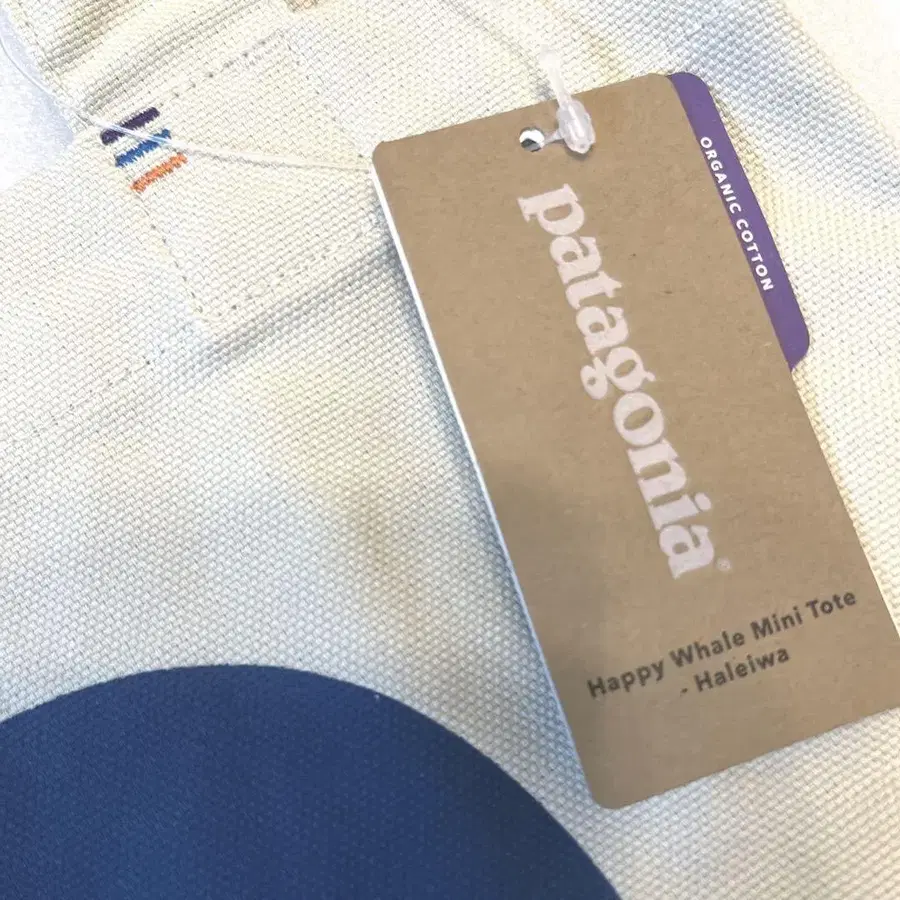 ORGANIC COTTON
patagonia®
Happy Whale Mini Tote
- Haleiwa